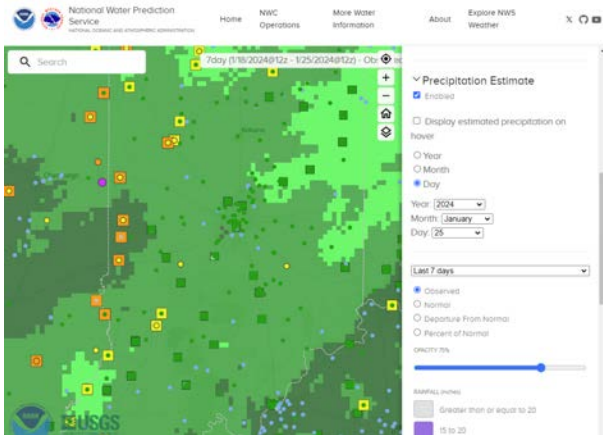 National Water Prediction
Service
NATIONAL OCEANIC AND ATMOSPHERIC ADMINISTRATION
Home
NWC
Operations
More Water
Information
About
Explore NWS
Weather
Search
7day (1/18/2024@12z - 1/25/2024@12z) - Obs
Precipitation Estimate
Enabled
Display estimated precipitation on
hover
Year
Month
Day
Year: 2024
Month: January
Day: 25
Last 7 days
Observed
Normal
Departure From Normal
Percent of Normal
OPACITY 75%
RAINFALL (inches)
Greater than or equal to 20
15 to 20
USGS